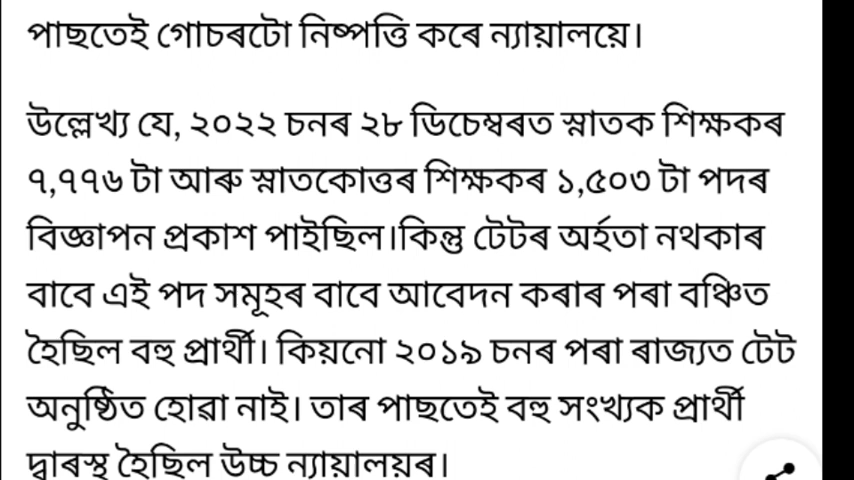 পাছতেই গোচৰটো নিষ্পত্তি কৰে ন্যায়ালয়ে।
উল্লেখ্য যে, ২০২২ চনৰ ২৮ ডিচেম্বৰত স্নাতক শিক্ষকৰ
৭,৭৭৬ টা আৰু স্নাতকোত্তৰ শিক্ষকৰ ১,৫০৩ টা পদৰ
বিজ্ঞাপন প্ৰকাশ পাইছিল।কিন্তু টেটৰ অৰ্হতা নথকাৰ
বাবে এই পদ সমূহৰ বাবে আবেদন কৰাৰ পৰা বঞ্চিত
হৈছিল বহু প্ৰাৰ্থী। কিয়নো ২০১৯ চনৰ পৰা ৰাজ্যত টেট
অনুষ্ঠিত হোৱা নাই। তাৰ পাছতেই বহু সংখ্যক প্ৰাৰ্থী
দ্বাৰস্থ হৈছিল উচ্চ ন্যায়ালয়ৰ।